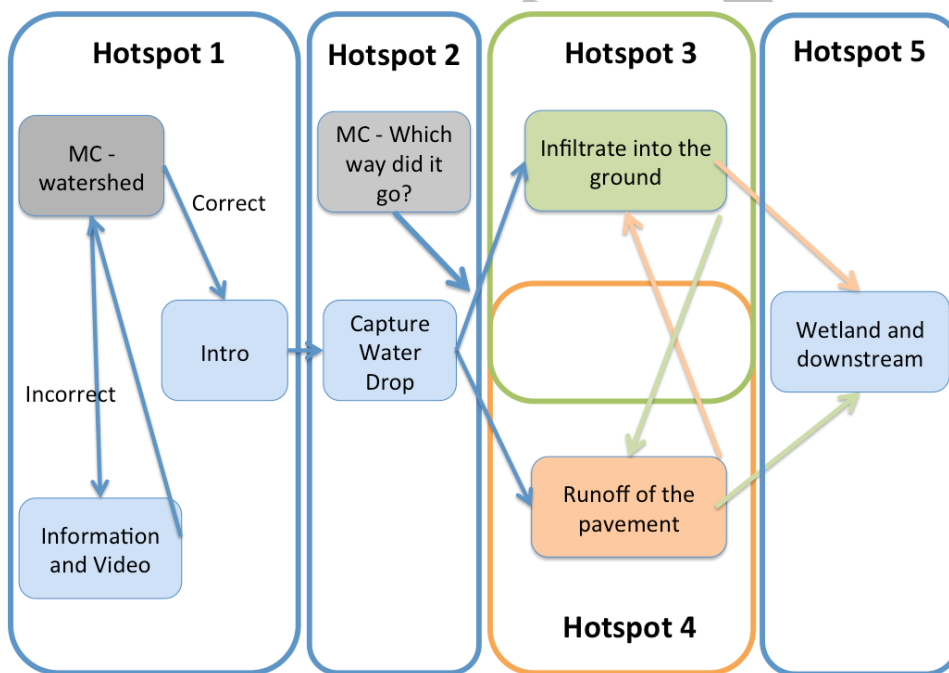 Hotspot 1
MC -
watershed
Correct
Intro
Incorrect
Information
and Video
Hotspot 2
MC - Which
way did it
go?
Capture
Water
Drop
Hotspot 3
Infiltrate into the
ground
Runoff of the
pavement
Hotspot 4
Hotspot 5
Wetland and
downstream